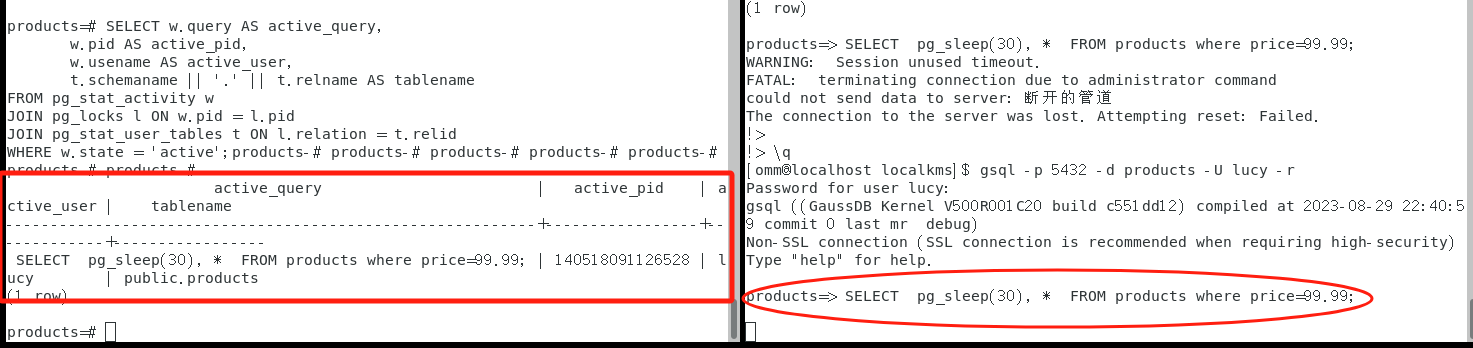 products=# SELECT w.query AS active_query,
       w.pid AS active_pid,
       w.usename AS active_user,
       t.schemaname || '.' || t.relname AS tablename
FROM pg_stat_activity w
JOIN pg_locks l ON w.pid = l.pid
JOIN pg_stat_user_tables t ON l.relation = t.relid
WHERE w.state = 'active';products-# products-# products-# products-# products-#
products-# products-#
                       active_query                        |   active_pid    | a
ctive_user |     tablename
-----------------------------------------------------------+-----------------+--
-----------+-----------------
 SELECT  pg_sleep(30), *  FROM products where price=99.99; | 140518091126528 | l
ucy        | public.products
(1 row)
products=#
(1 row)
products=> SELECT  pg_sleep(30), *  FROM products where price=99.99;
WARNING:  Session unused timeout.
FATAL:  terminating connection due to administrator command
could not send data to server: 断开的管道
The connection to the server was lost. Attempting reset: Failed.
!>
!> \q
[omm@localhost localkms]$ gsql -p 5432 -d products -U lucy -r
Password for user lucy:
gsql ((GaussDB Kernel V500R001C20 build c551dd12) compiled at 2023-08-29 22:40:5
9 commit 0 last mr  debug)
Non-SSL connection (SSL connection is recommended when requiring high-security)
Type "help" for help.
products=> SELECT  pg_sleep(30), *  FROM products where price=99.99;